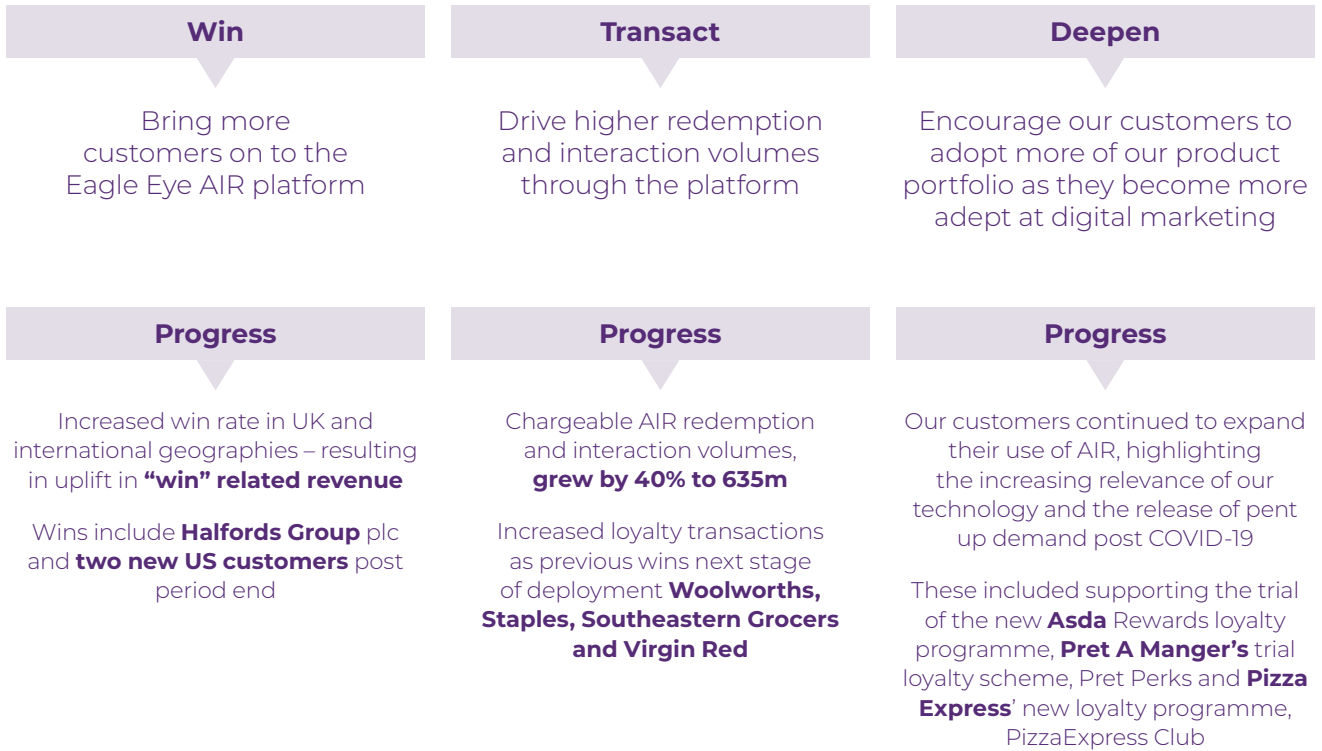 Win
Bring more
customers on to the
Eagle Eye AIR platform
Transact
Drive higher redemption
and interaction volumes
through the platform
Deepen
Encourage our customers to
adopt more of our product
portfolio as they become more
adept at digital marketing
Progress
Increased win rate in UK and
international geographies – resulting
in uplift in “win” related revenue
Wins include Halfords Group plc
and two new US customers post
period end
Progress
Chargeable AIR redemption
and interaction volumes,
grew by 40% to 635m
Increased loyalty transactions
as previous wins next stage
of deployment Woolworths,
Staples, Southeastern Grocers
and Virgin Red
Progress
Our customers continued to expand
their use of AIR, highlighting
the increasing relevance of our
technology and the release of pent
up demand post COVID-19
These included supporting the trial
of the new Asda Rewards loyalty
programme, Pret A Manger’s trial
loyalty scheme, Pret Perks and Pizza
Express’ new loyalty programme,
PizzaExpress Club